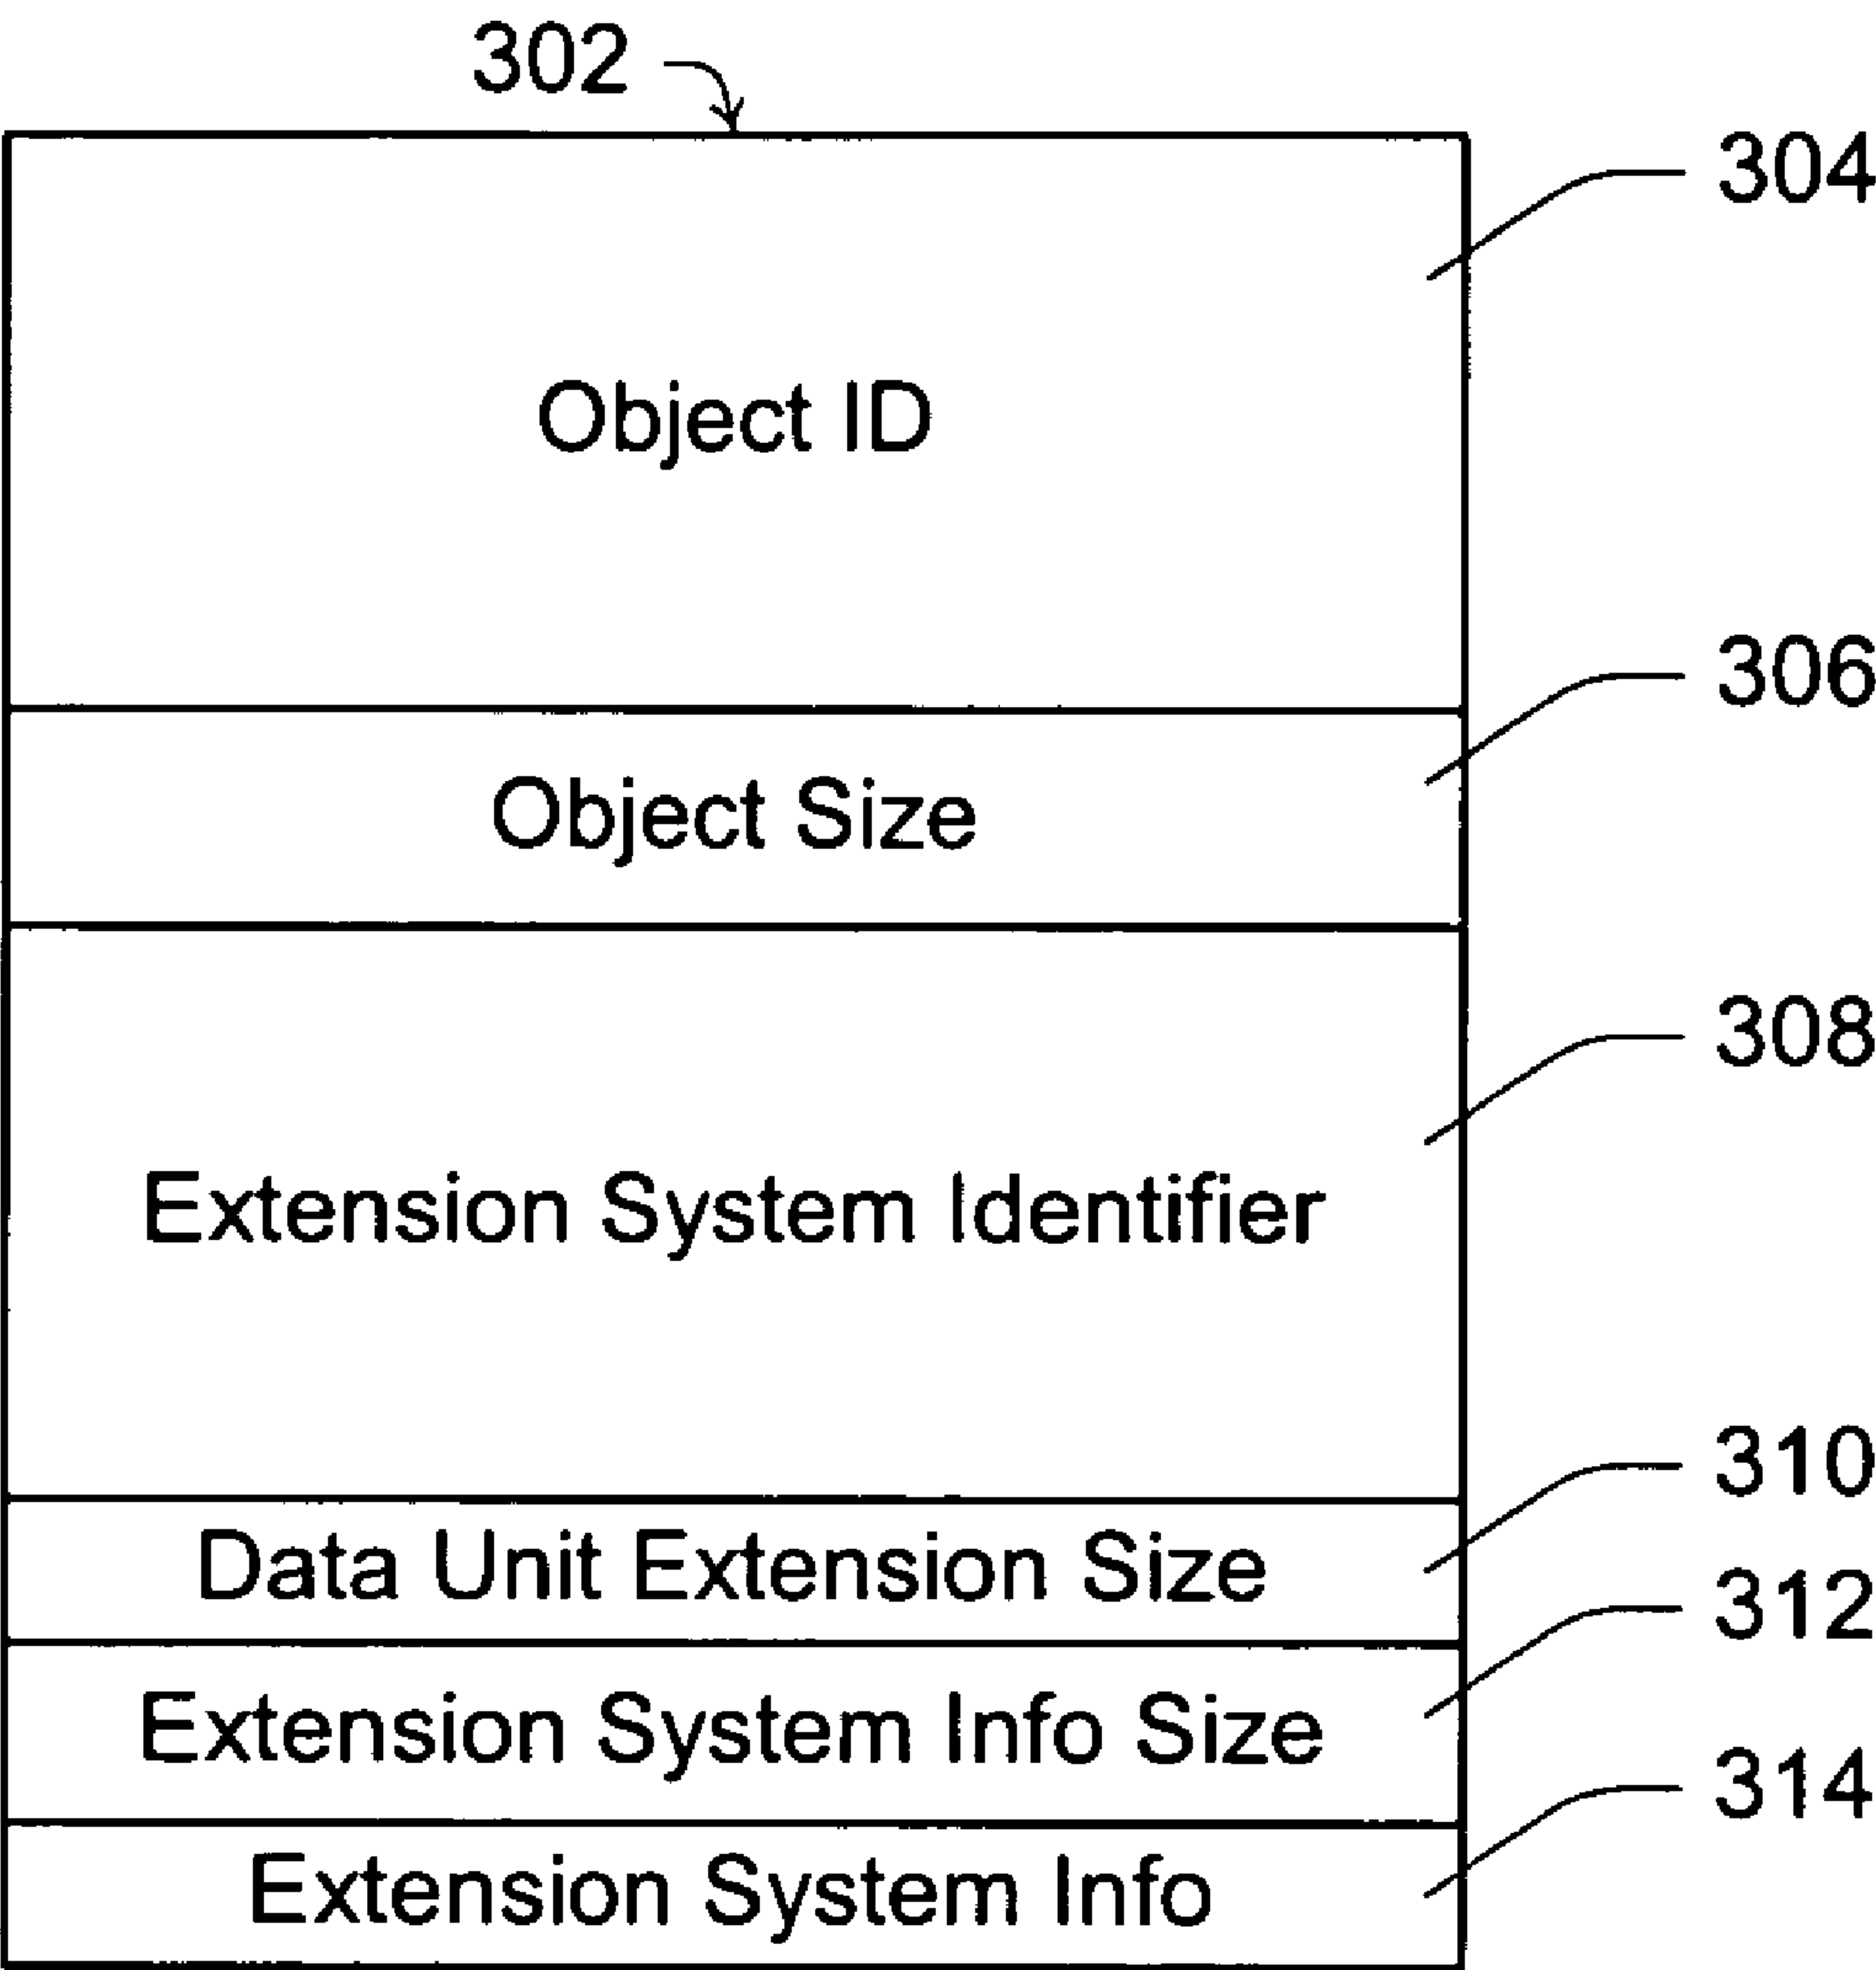 302
304
Object ID
306
Object Size
308
Extension System Identifier
310
Data Unit Extension Size
312
Extension System Info Size
314
Extension System Info